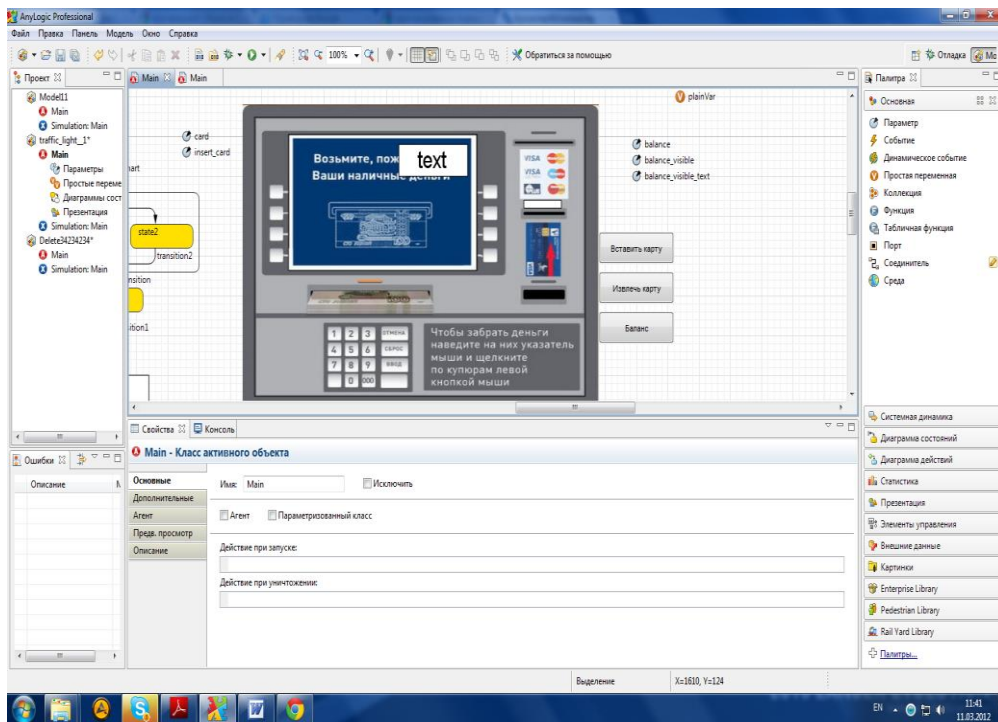 AnyLogic Professional
Файл Правка Панель Модель Окно Справка
100%
Обратиться за помощью
Отладка
Проект
Main
Main
Палитра
Model11
Main
Simulation: Main
traffic_light__1*
Main
Параметры
Простые переме
Диаграммы сост
Презентация
Simulation: Main
Delete34234234*
Main
Simulation: Main
card
insert_card
state2
transition2
plainVar
balance
balance_visible
balance_visible_text
Возьмите, пож
Ваши наличные деньги
text
VISA
VISA
Вставить карту
Извлечь карту
Баланс
1 2 3 ОТМЕНА
4 5 6 СБРОС
7 8 9 ВВОД
0 000
Чтобы забрать деньги
наведите на них указатель
мыши и щелкните
по купюрам левой
кнопкой мыши
Основная
Параметр
Событие
Динамическое событие
Простая переменная
Коллекция
Функция
Табличная функция
Порт
Соединитель
Среда
Системная динамика
Диаграмма состояний
Диаграмма действий
Статистика
Презентация
Элементы управления
Внешние данные
Картинки
Enterprise Library
Pedestrian Library
Rail Yard Library
Палитры...
Свойства
Консоль
Main - Класс активного объекта
Основные
Дополнительные
Агент
Предв. просмотр
Описание
Имя: Main
Исключить
Агент
Параметризованный класс
Действие при запуске:
Действие при уничтожении:
Ошибки
Описание
Выделение
X=1610, Y=124
EN
11:41
11.03.2012